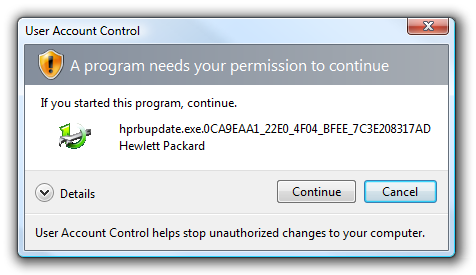 User Account Control
A program needs your permission to continue
If you started this program, continue.
hprbupdate.exe.0CA9EAA1_22E0_4F04_BFEE_7C3E208317AD
Hewlett Packard
Details
Continue
Cancel
User Account Control helps stop unauthorized changes to your computer.